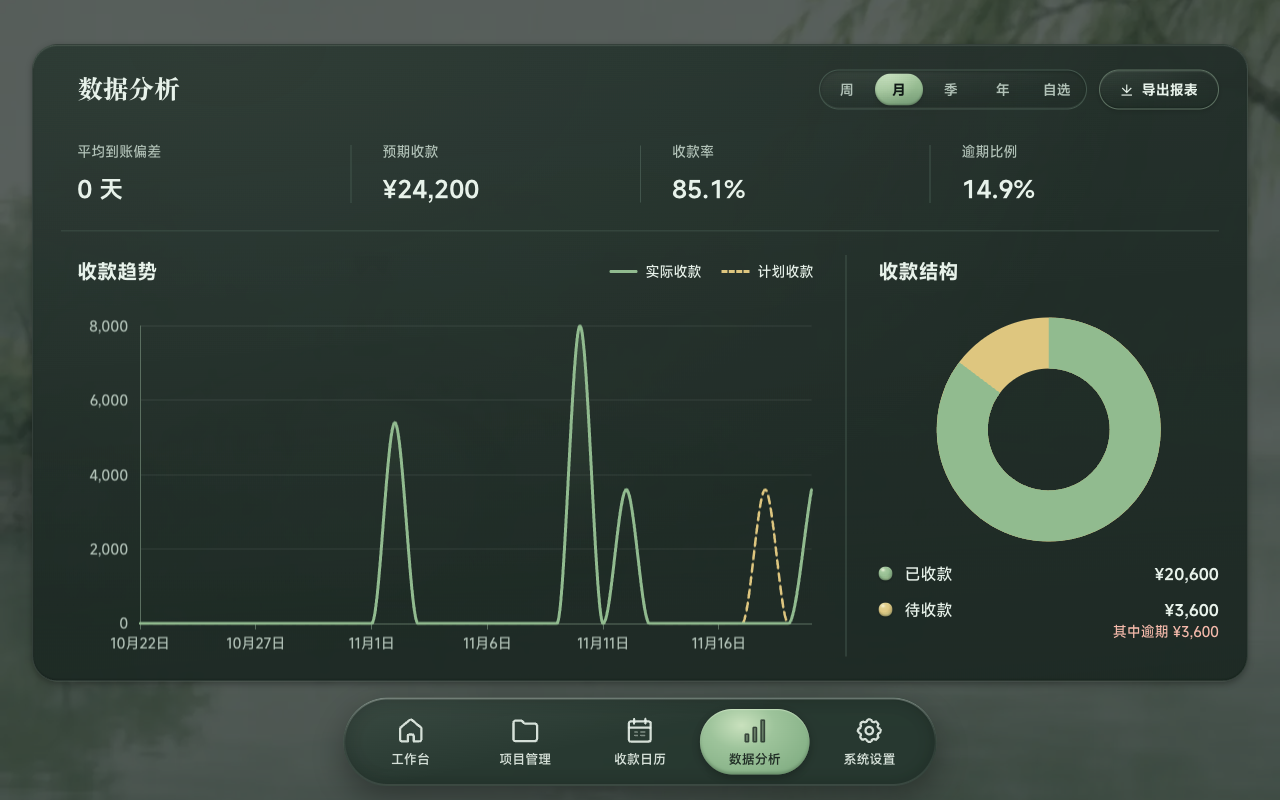 数据分析
周 月 季 年 自选 导出报表
平均到账偏差
0 天
预期收款
¥24,200
收款率
85.1%
逾期比例
14.9%
收款趋势
实际收款 计划收款
8,000
6,000
4,000
2,000
0
10月22日 10月27日 11月1日 11月6日 11月11日 11月16日
收款结构
已收款 ¥20,600
待收款 ¥3,600
其中逾期 ¥3,600
工作台 项目管理 收款日历 数据分析 系统设置